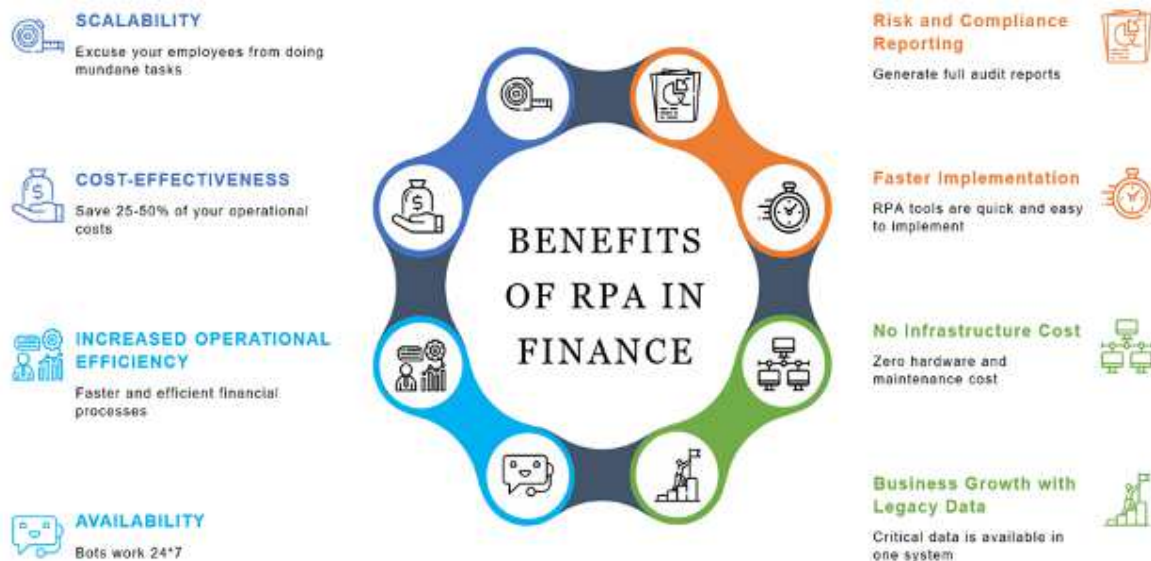 SCALABILITY
Excuse your employees from doing
mundane tasks
COST-EFFECTIVENESS
Save 25-50% of your operational
costs
INCREASED OPERATIONAL
EFFICIENCY
Faster and efficient financial
processes
AVAILABILITY
Bots work 24*7
BENEFITS
OF RPA IN
FINANCE
Risk and Compliance
Reporting
Generate full audit reports
Faster Implementation
RPA tools are quick and easy
to implement
No Infrastructure Cost
Zero hardware and
maintenance cost
Business Growth with
Legacy Data
Critical data is available in
one system